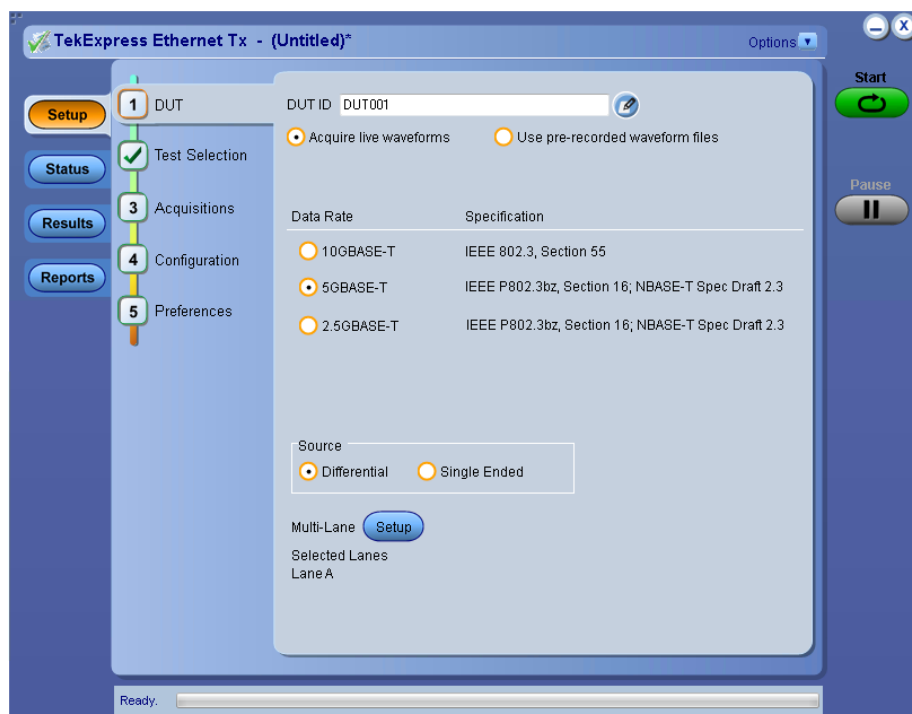 TekExpress Ethernet Tx - (Untitled)*
Options
Start
Pause
Setup
Status
Results
Reports
1 DUT
Test Selection
3 Acquisitions
4 Configuration
5 Preferences
DUT ID DUT001
Acquire live waveforms Use pre-recorded waveform files
Data Rate Specification
10GBASE-T IEEE 802.3, Section 55
5GBASE-T IEEE P802.3bz, Section 16; NBASE-T Spec Draft 2.3
2.5GBASE-T IEEE P802.3bz, Section 16; NBASE-T Spec Draft 2.3
Source
Differential Single Ended
Multi-Lane Setup
Selected Lanes
Lane A
Ready.